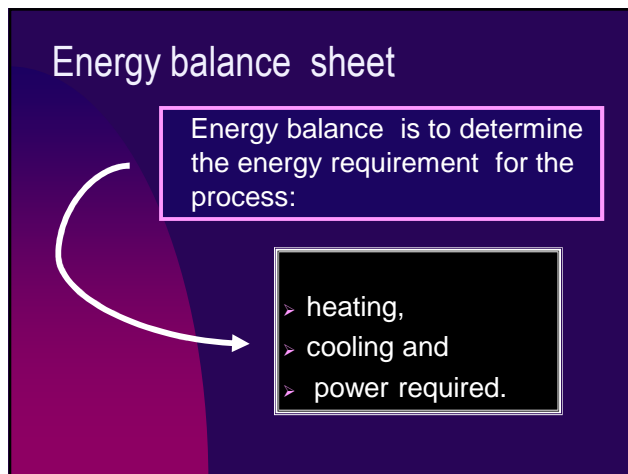 Energy balance sheet
Energy balance is to determine
the energy requirement for the
process:
➢ heating,
➢ cooling and
➢ power required.